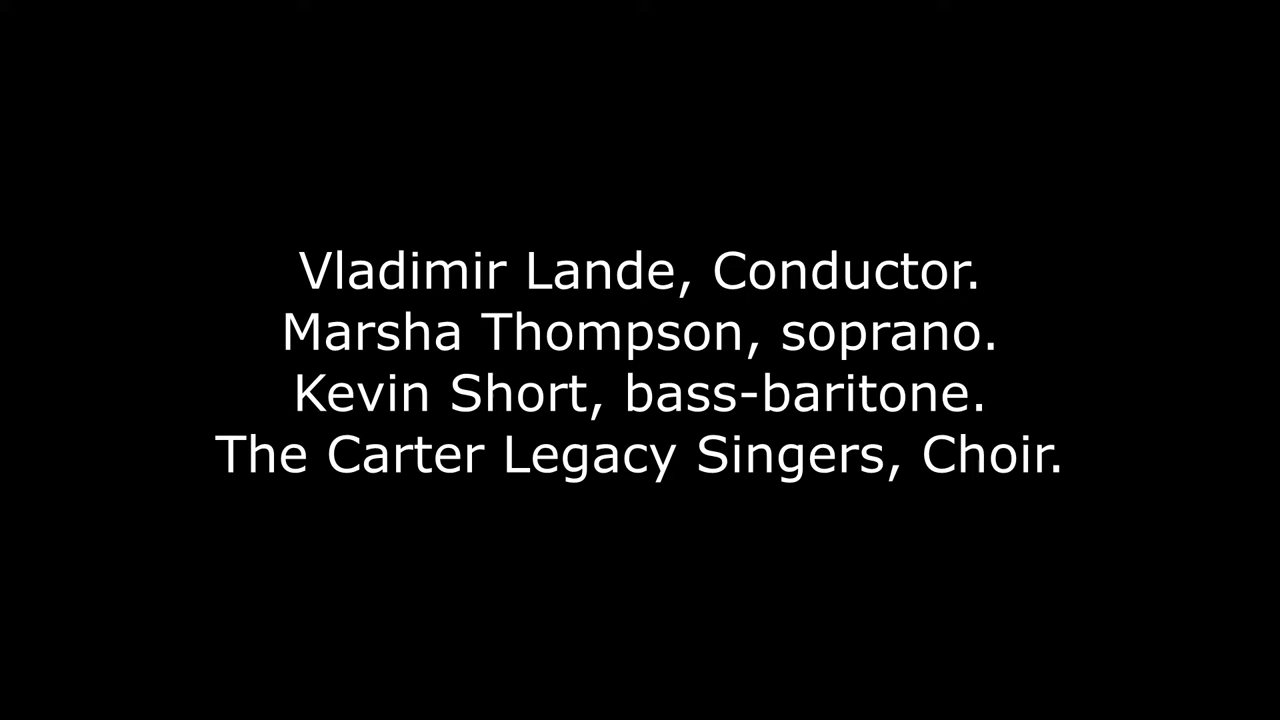 Vladimir Lande, Conductor.
Marsha Thompson, soprano.
Kevin Short, bass-baritone.
The Carter Legacy Singers, Choir.